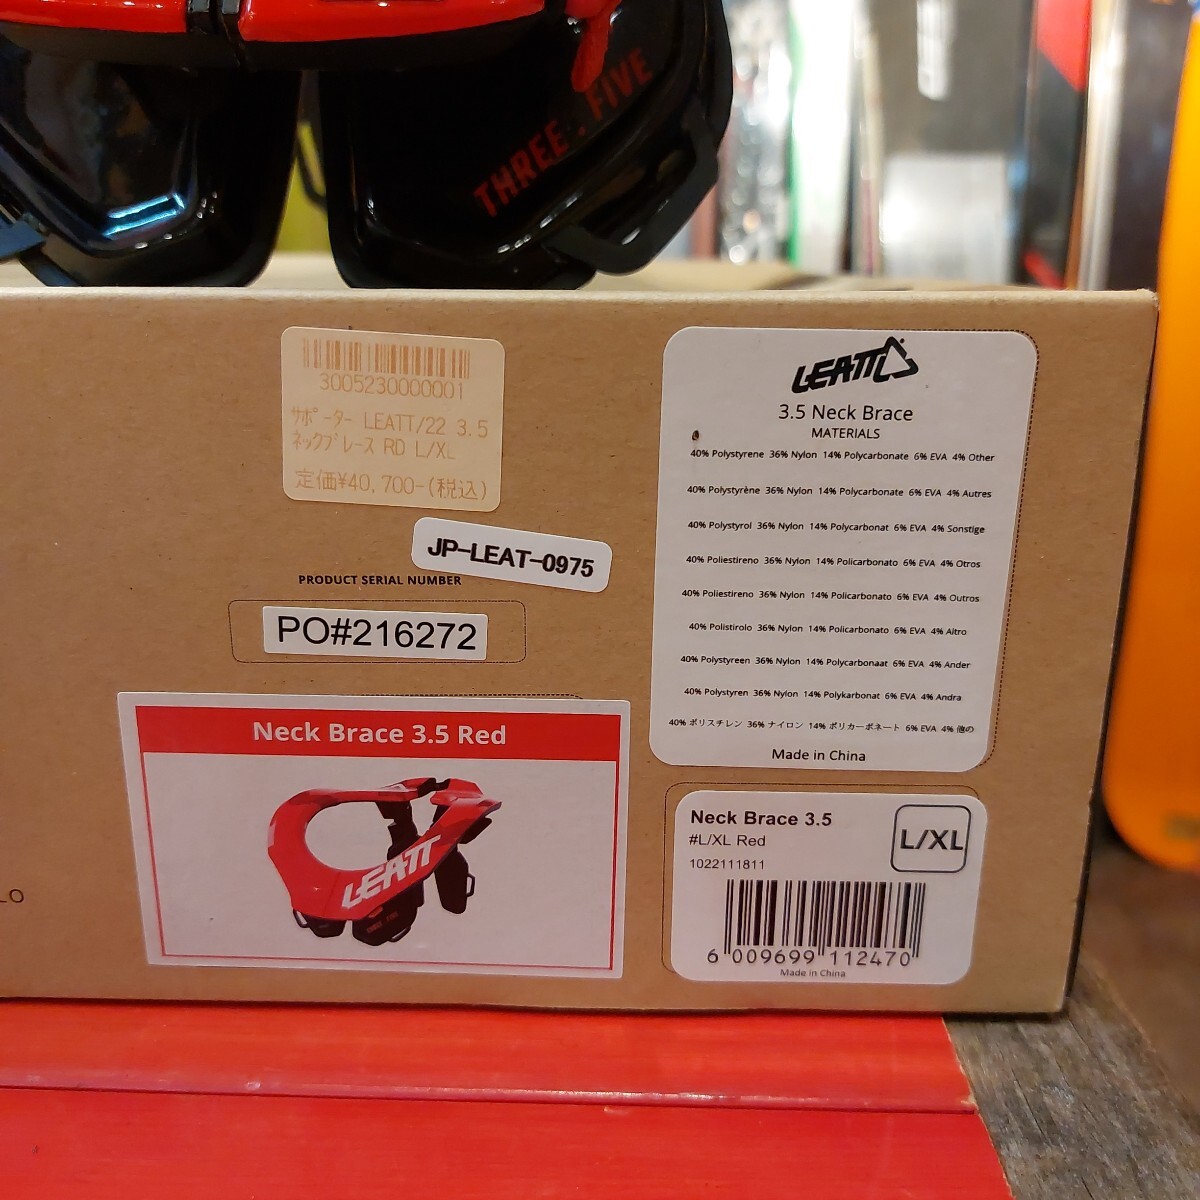 THREE.FIVE
3005230000001
ｻﾎﾟｰﾀｰ LEATT/22 3.5
ﾈｯｸﾌﾞﾚｰｽ RD L/XL
定価¥40,700-(税込)
JP-LEAT-0975
PRODUCT SERIAL NUMBER
PO#216272
Neck Brace 3.5 Red
LEATT
LO
LEATT
3.5 Neck Brace
MATERIALS
40% Polystyrene 36% Nylon 14% Polycarbonate 6% EVA 4% Other
40% Polystyrène 36% Nylon 14% Polycarbonate 6% EVA 4% Autres
40% Polystyrol 36% Nylon 14% Polycarbonat 6% EVA 4% Sonstige
40% Poliestireno 36% Nylon 14% Policarbonato 6% EVA 4% Otros
40% Poliestireno 36% Nylon 14% Policarbonato 6% EVA 4% Outros
40% Polistirolo 36% Nylon 14% Policarbonato 6% EVA 4% Altro
40% Polystyreen 36% Nylon 14% Polycarbonaat 6% EVA 4% Ander
40% Polystyren 36% Nylon 14% Polykarbonat 6% EVA 4% Andra
40% ポリスチレン 36% ナイロン 14% ポリカーボネート 6% EVA 4% 他の
Made in China
Neck Brace 3.5
#L/XL Red
1022111811
L/XL
6 009699 112470
Made in China